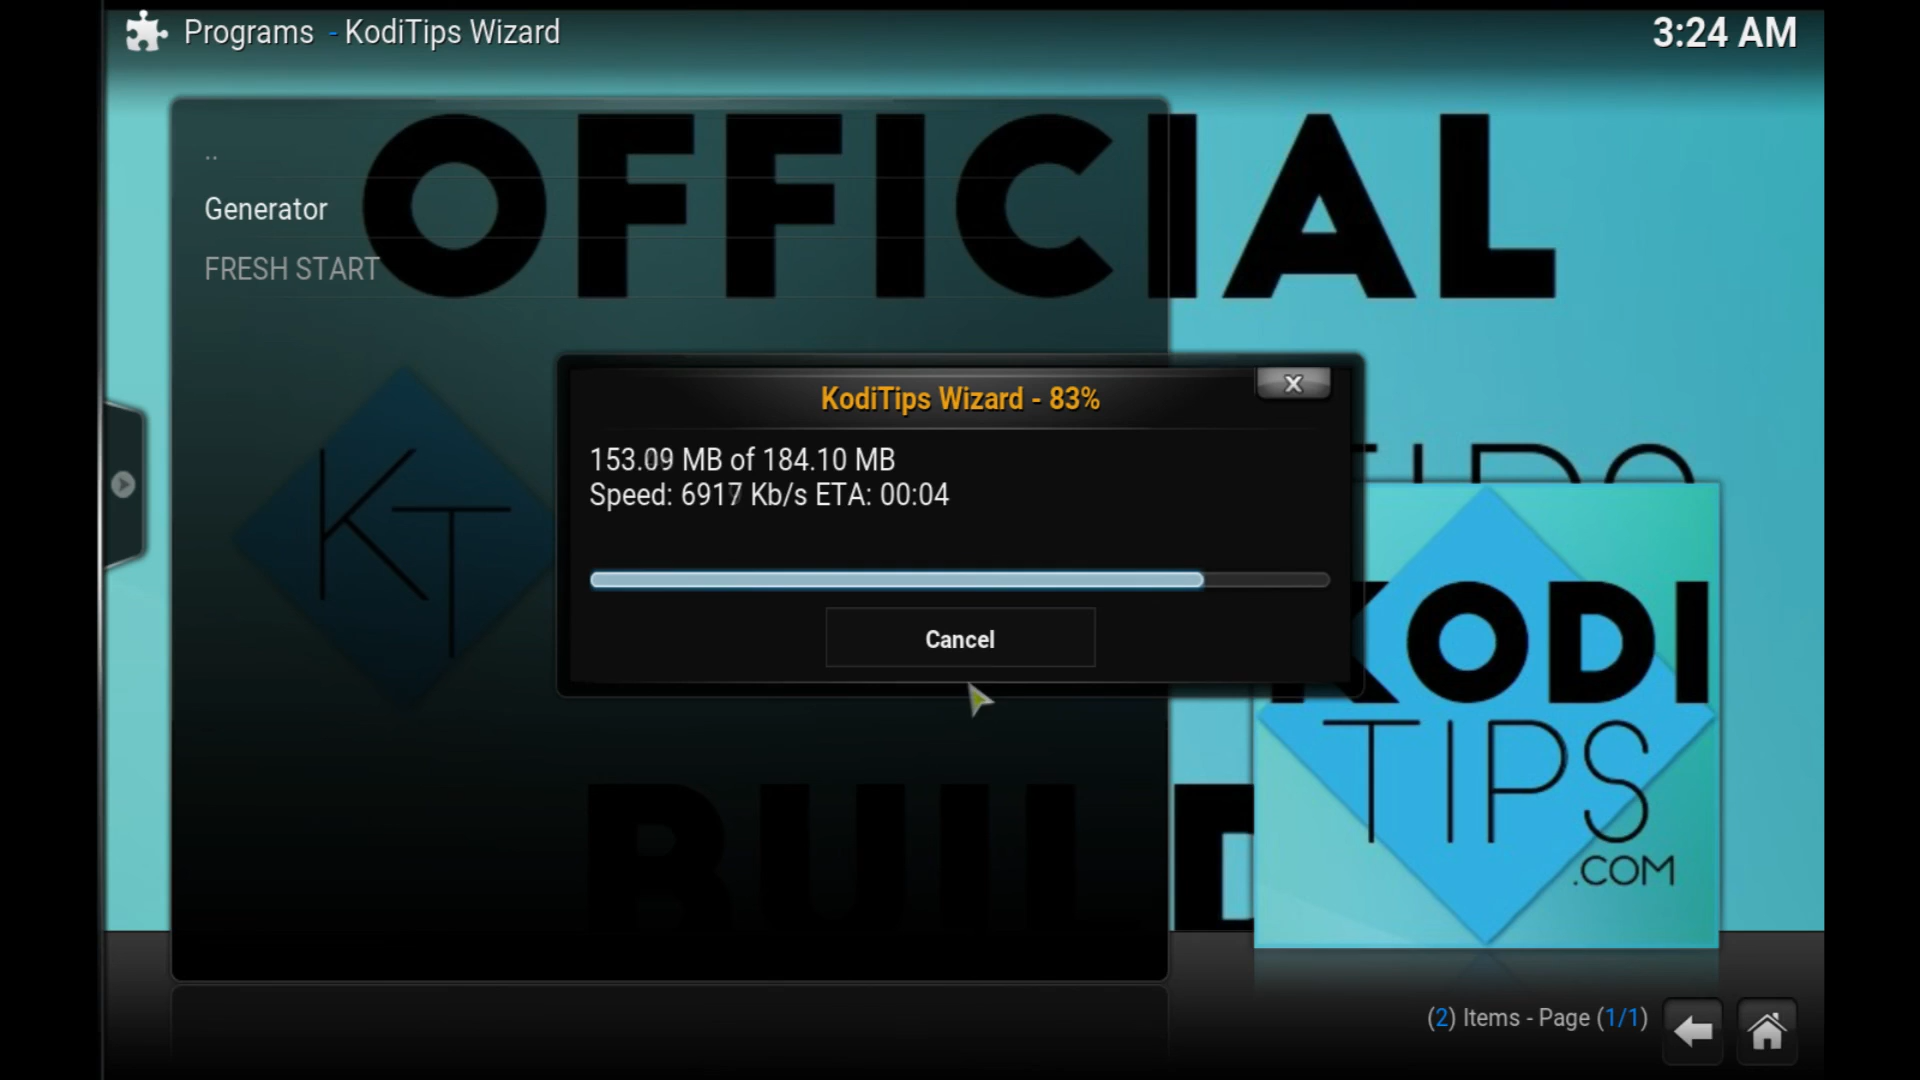 Programs - KodiTips Wizard
3:24 AM
OFFICIAL
..
Generator
FRESH START
KT
KodiTips Wizard - 83%
X
153.09 MB of 184.10 MB
Speed: 6917 Kb/s ETA: 00:04
Cancel
KODI
TIPS
.COM
(2) Items - Page (1/1)